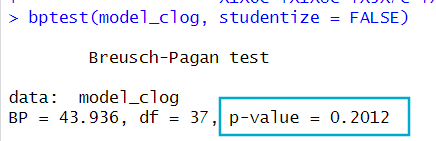 > bptest(model_clog, studentize = FALSE)
Breusch-Pagan test
data: model_clog
BP = 43.936, df = 37, p-value = 0.2012